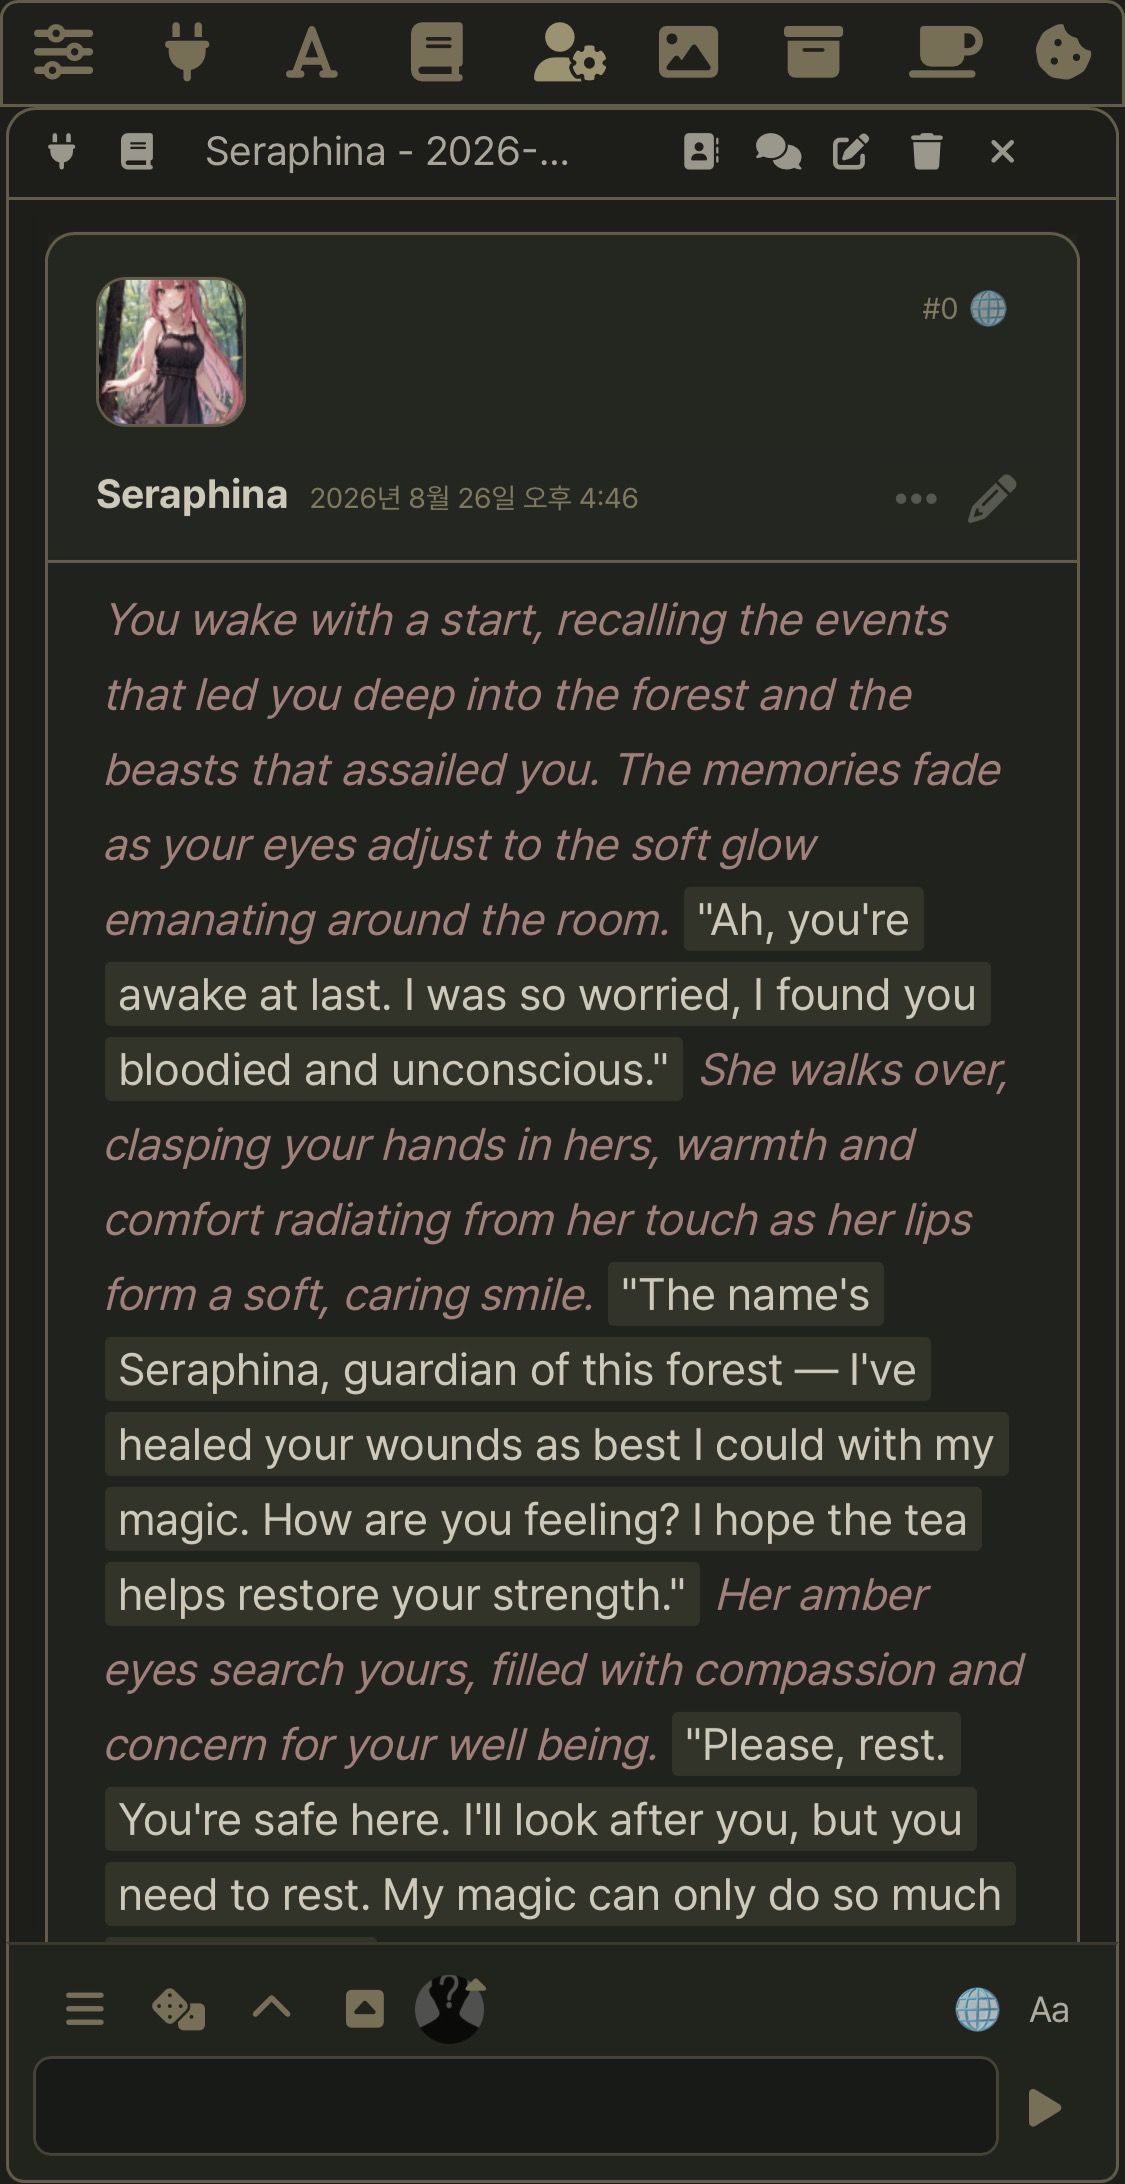 Seraphina - 2026-...
#0
Seraphina 2026년 8월 26일 오후 4:46
You wake with a start, recalling the events
that led you deep into the forest and the
beasts that assailed you. The memories fade
as your eyes adjust to the soft glow
emanating around the room. "Ah, you're
awake at last. I was so worried, I found you
bloodied and unconscious." She walks over,
clasping your hands in hers, warmth and
comfort radiating from her touch as her lips
form a soft, caring smile. "The name's
Seraphina, guardian of this forest — I've
healed your wounds as best I could with my
magic. How are you feeling? I hope the tea
helps restore your strength." Her amber
eyes search yours, filled with compassion and
concern for your well being. "Please, rest.
You're safe here. I'll look after you, but you
need to rest. My magic can only do so much
Aa